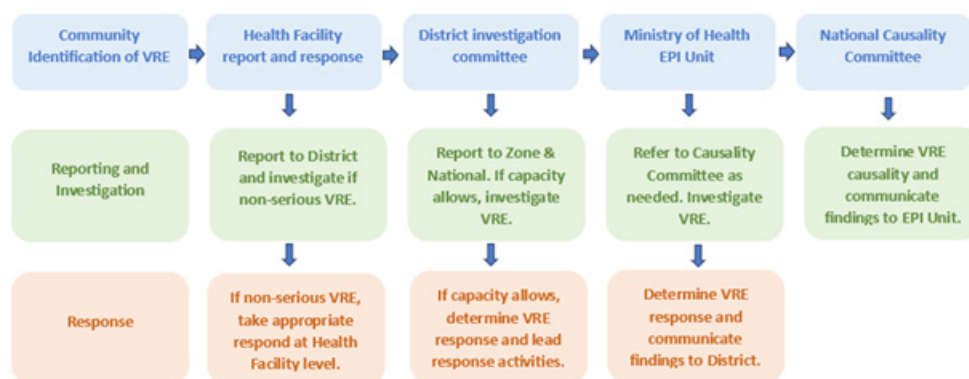 Community
Identification of VRE
Health Facility
report and response
District investigation
committee
Ministry of Health
EPI Unit
National Causality
Committee
Reporting and
Investigation
Report to District
and investigate if
non-serious VRE.
Report to Zone &
National. If capacity
allows, investigate
VRE.
Refer to Causality
Committee as
needed. Investigate
VRE.
Determine VRE
causality and
communicate
findings to EPI Unit.
Response
If non-serious VRE,
take appropriate
respond at Health
Facility level.
If capacity allows,
determine VRE
response and lead
response activities.
Determine VRE
response and
communicate
findings to District.